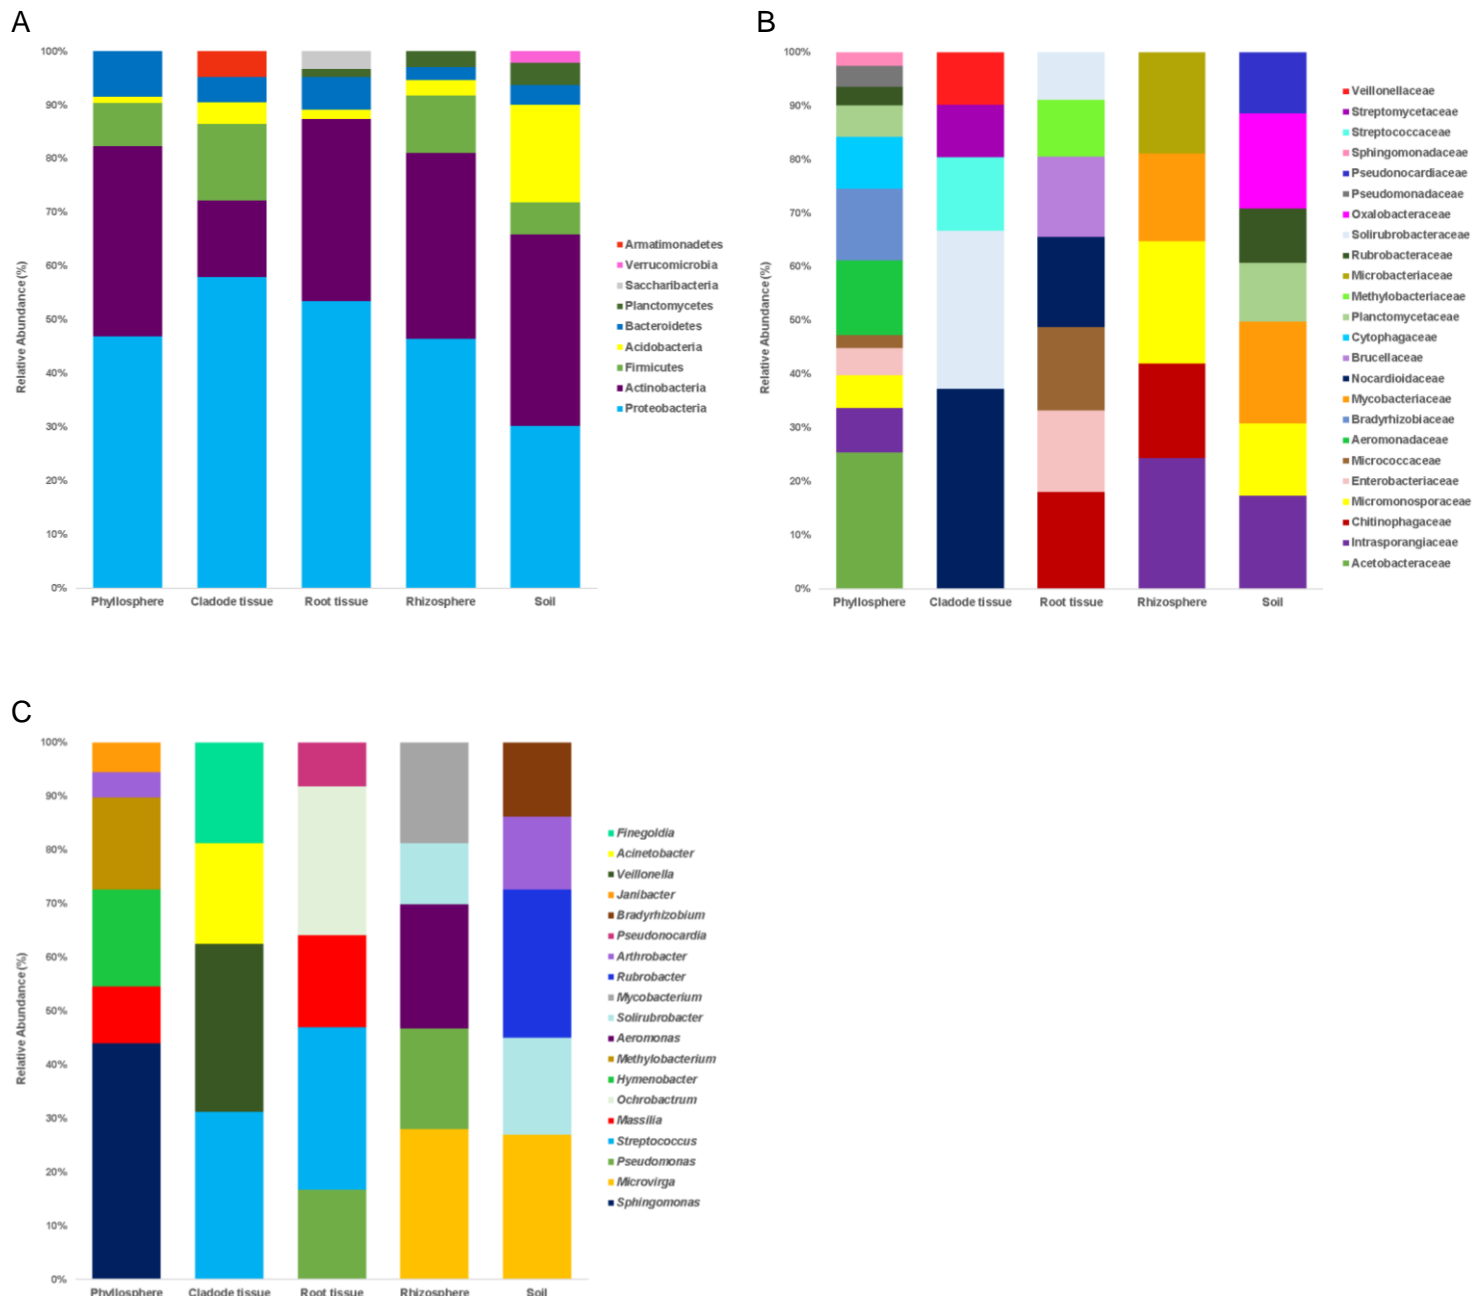 A
100%
90%
80%
70%
60%
50%
40%
30%
20%
10%
0%
Relative Abundance (%)
Phyllosphere Cladode tissue Root tissue Rhizosphere Soil
Armatimonadetes
Verrucomicrobia
Saccharibacteria
Planctomycetes
Bacteroidetes
Acidobacteria
Firmicutes
Actinobacteria
Proteobacteria
B
100%
90%
80%
70%
60%
50%
40%
30%
20%
10%
0%
Relative Abundance (%)
Phyllosphere Cladode tissue Root tissue Rhizosphere Soil
Veillonellaceae
Streptomycetaceae
Streptococcaceae
Sphingomonadaceae
Pseudonocardiaceae
Pseudomonadaceae
Oxalobacteraceae
Solirubrobacteraceae
Rubrobacteraceae
Microbacteriaceae
Methylobacteriaceae
Planctomycetaceae
Cytophagaceae
Brucellaceae
Nocardioidaceae
Mycobacteriaceae
Bradyrhizobiaceae
Aeromonadaceae
Micrococcaceae
Enterobacteriaceae
Micromonosporaceae
Chitinophagaceae
Intrasporangiaceae
Acetobacteraceae
C
100%
90%
80%
70%
60%
50%
40%
30%
20%
10%
0%
Relative Abundance (%)
Phyllosphere Cladode tissue Root tissue Rhizosphere Soil
Finegoldia
Acinetobacter
Veillonella
Janibacter
Bradyrhizobium
Pseudonocardia
Arthrobacter
Rubrobacter
Mycobacterium
Solirubrobacter
Aeromonas
Methylobacterium
Hymenobacter
Ochrobactrum
Massilia
Streptococcus
Pseudomonas
Microvirga
Sphingomonas